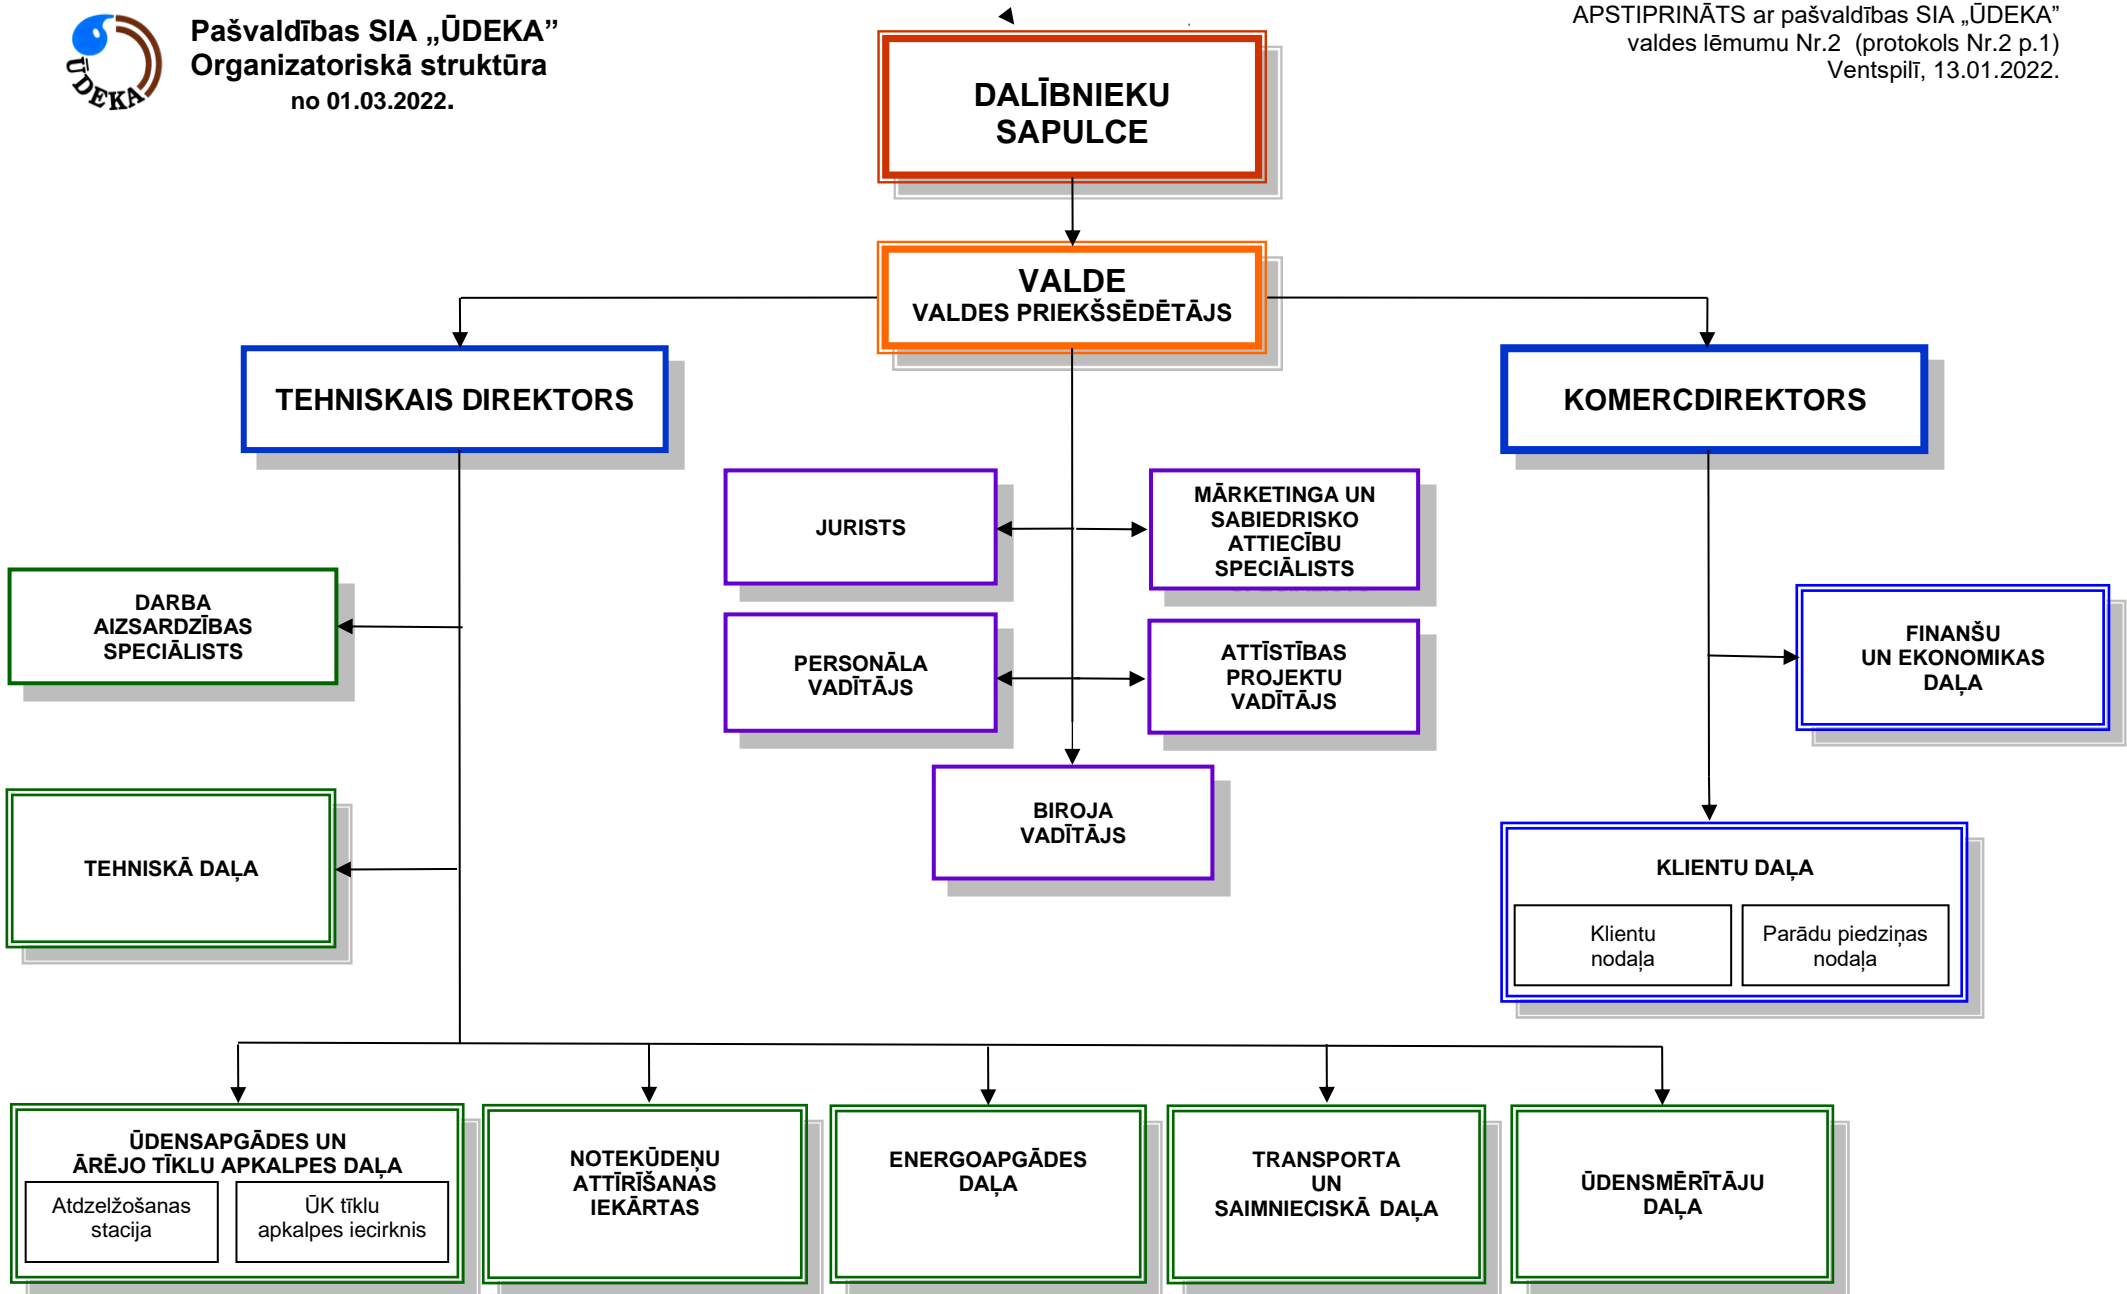 ŪDEKA
Pašvaldības SIA „ŪDEKA”
Organizatoriskā struktūra
no 01.03.2022.
APSTIPRINĀTS ar pašvaldības SIA „ŪDEKA”
valdes lēmumu Nr.2 (protokols Nr.2 p.1)
Ventspilī, 13.01.2022.
DALĪBNIEKU
SAPULCE
VALDE
VALDES PRIEKŠSĒDĒTĀJS
TEHNISKAIS DIREKTORS
KOMERCDIREKTORS
JURISTS
MĀRKETINGA UN
SABIEDRISKO
ATTIECĪBU
SPECIĀLISTS
DARBA
AIZSARDZĪBAS
SPECIĀLISTS
PERSONĀLA
VADĪTĀJS
ATTĪSTĪBAS
PROJEKTU
VADĪTĀJS
FINANŠU
UN EKONOMIKAS
DAĻA
BIROJA
VADĪTĀJS
TEHNISKĀ DAĻA
KLIENTU DAĻA
Klientu
nodaļa
Parādu piedziņas
nodaļa
ŪDENSAPGĀDES UN
ĀRĒJO TĪKLU APKALPES DAĻA
Atdzelžošanas
stacija
ŪK tīklu
apkalpes iecirknis
NOTEKŪDEŅU
ATTĪRĪŠANAS
IEKĀRTAS
ENERGOAPGĀDES
DAĻA
TRANSPORTA
UN
SAIMNIECISKĀ DAĻA
ŪDENSMĒRĪTĀJU
DAĻA